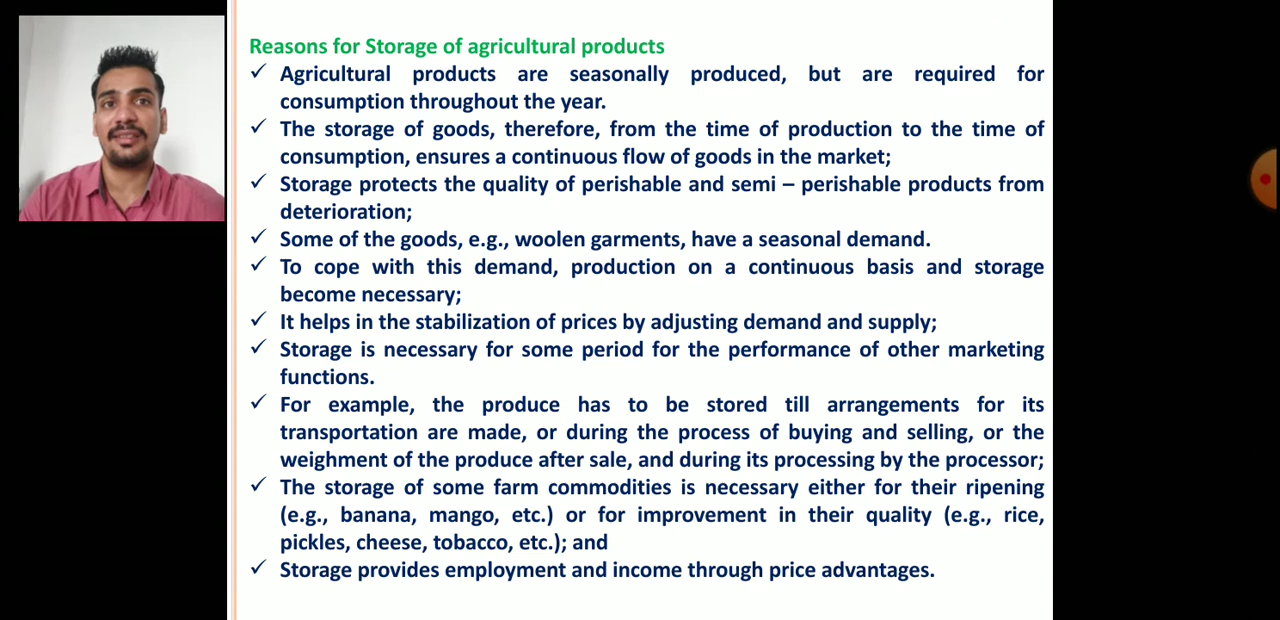 Reasons for Storage of agricultural products
✓ Agricultural products are seasonally produced, but are required for
consumption throughout the year.
✓ The storage of goods, therefore, from the time of production to the time of
consumption, ensures a continuous flow of goods in the market;
✓ Storage protects the quality of perishable and semi – perishable products from
deterioration;
✓ Some of the goods, e.g., woolen garments, have a seasonal demand.
✓ To cope with this demand, production on a continuous basis and storage
become necessary;
✓ It helps in the stabilization of prices by adjusting demand and supply;
✓ Storage is necessary for some period for the performance of other marketing
functions.
✓ For example, the produce has to be stored till arrangements for its
transportation are made, or during the process of buying and selling, or the
weighment of the produce after sale, and during its processing by the processor;
✓ The storage of some farm commodities is necessary either for their ripening
(e.g., banana, mango, etc.) or for improvement in their quality (e.g., rice,
pickles, cheese, tobacco, etc.); and
✓ Storage provides employment and income through price advantages.